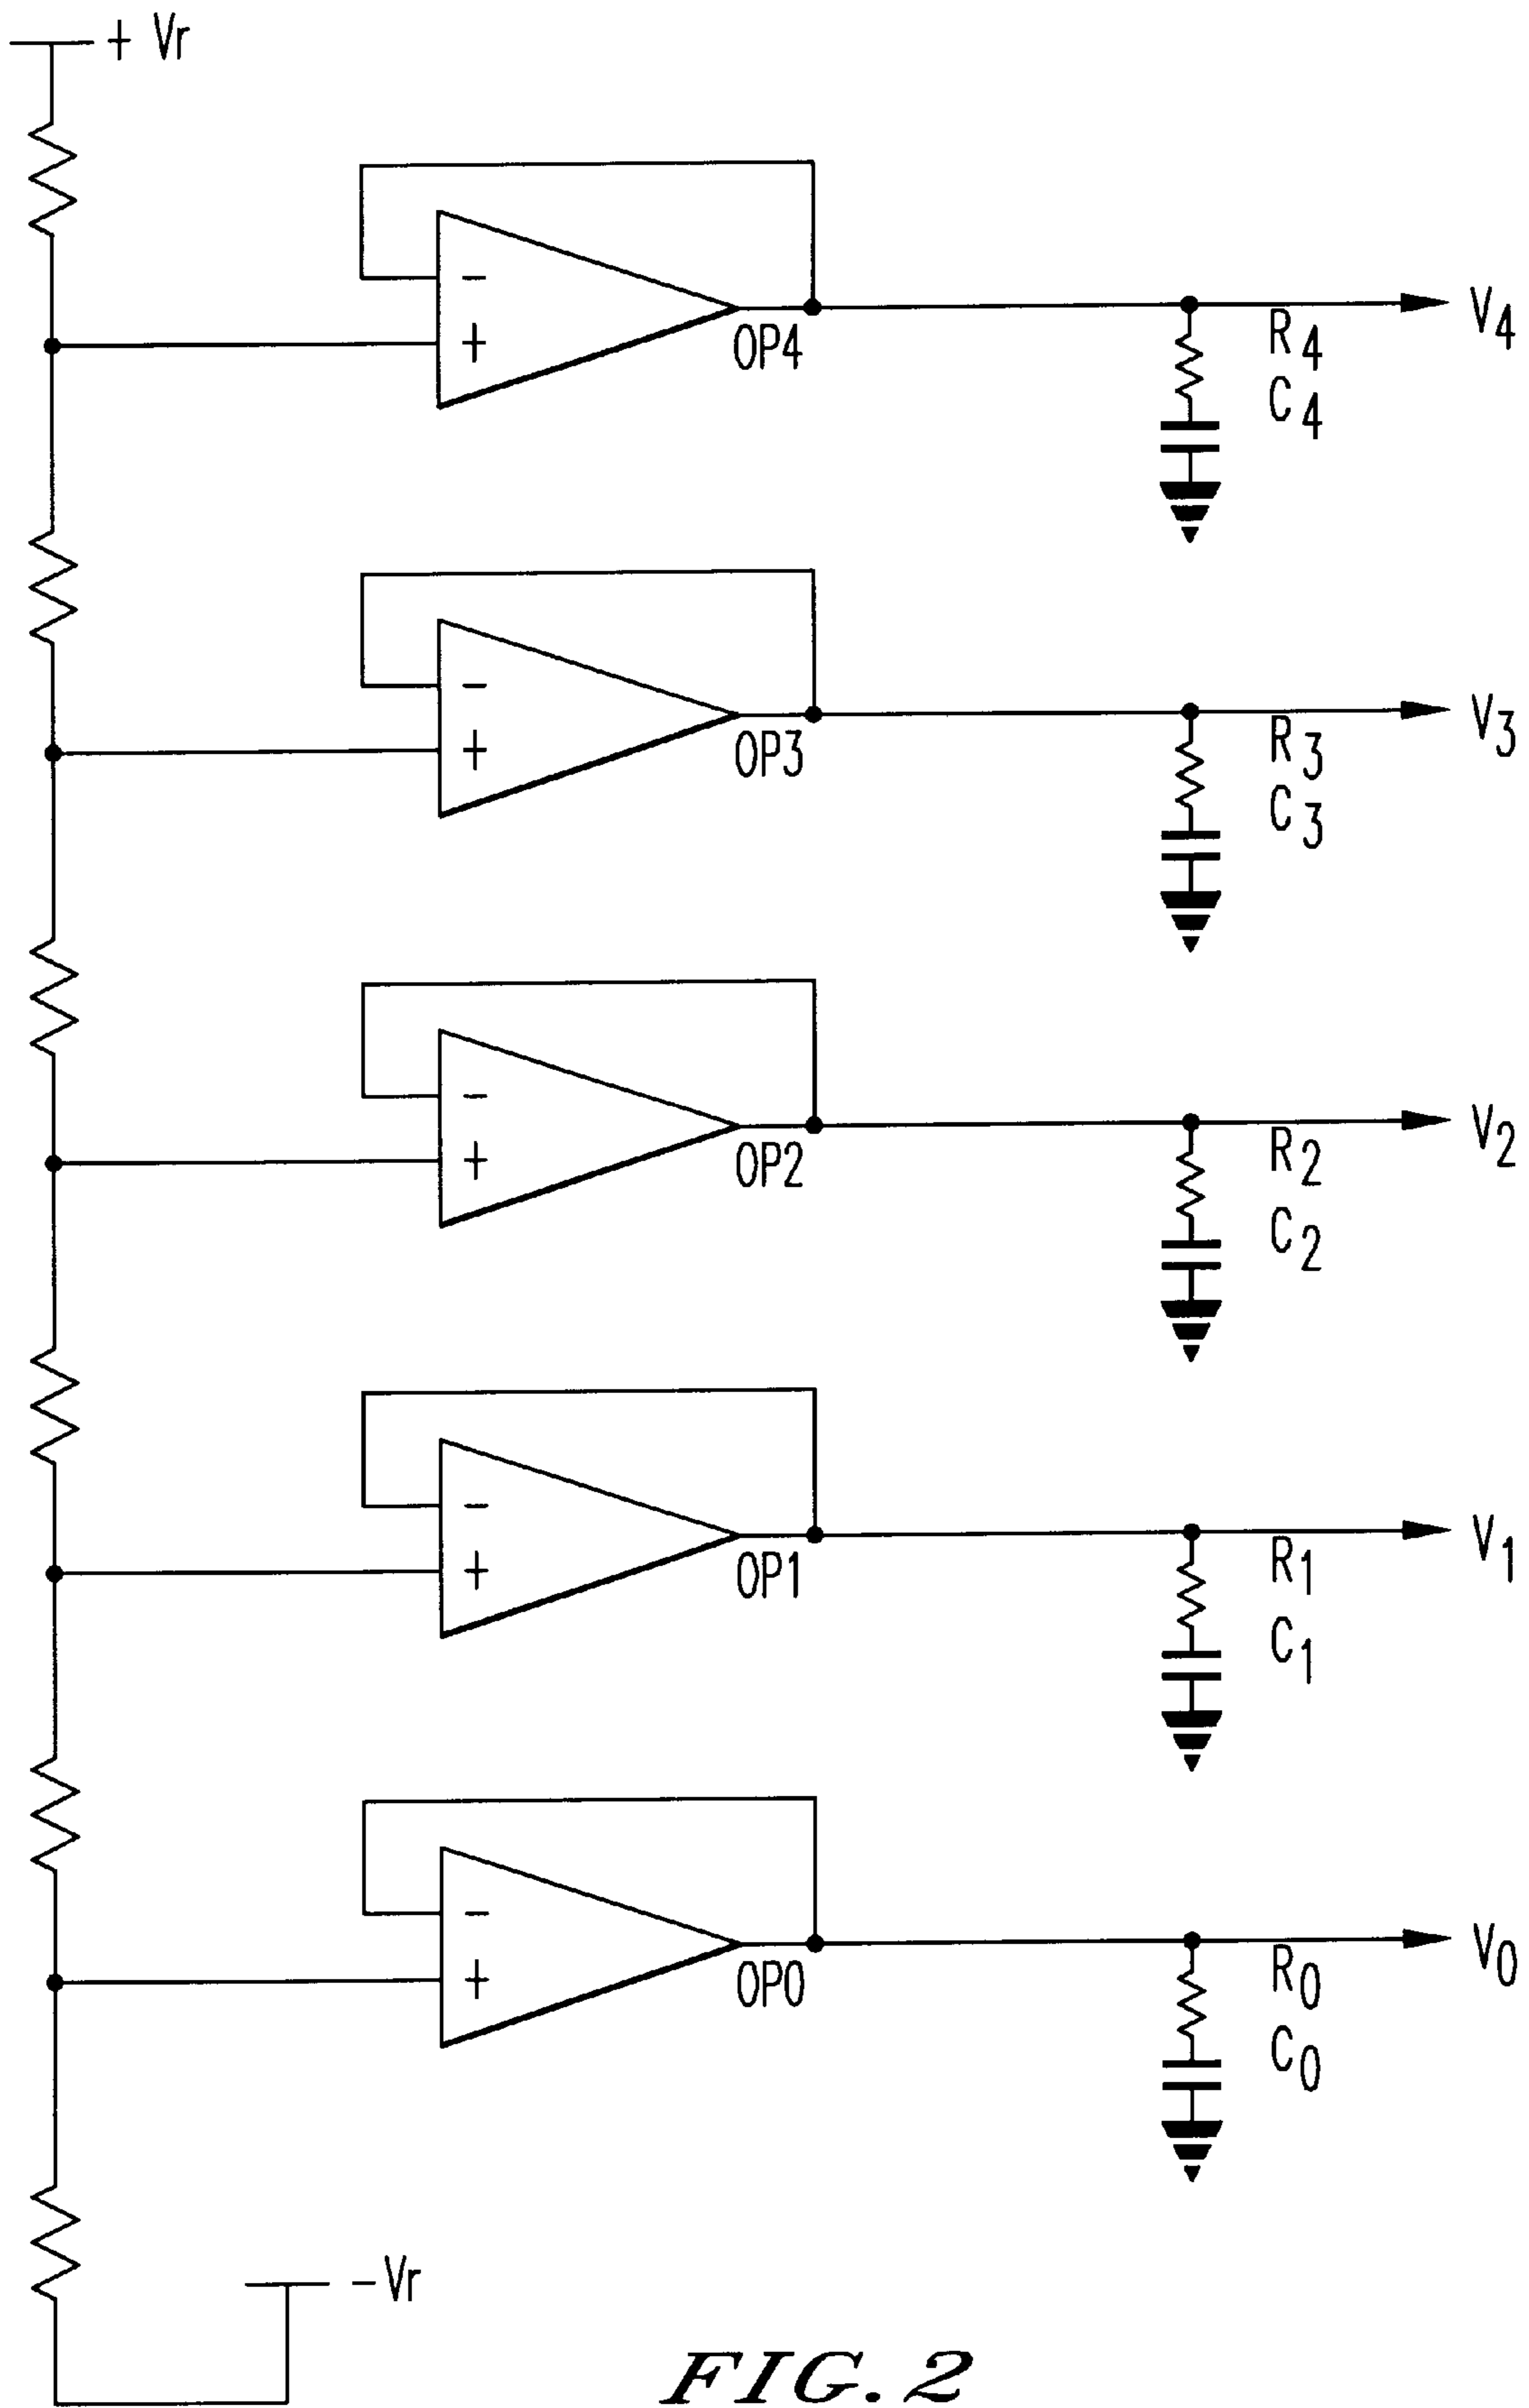 + Vr
-
+
OP4
R4
C4
V4
-
+
OP3
R3
C3
V3
-
+
OP2
R2
C2
V2
-
+
OP1
R1
C1
V1
-
+
OP0
R0
C0
V0
-Vr
FIG. 2